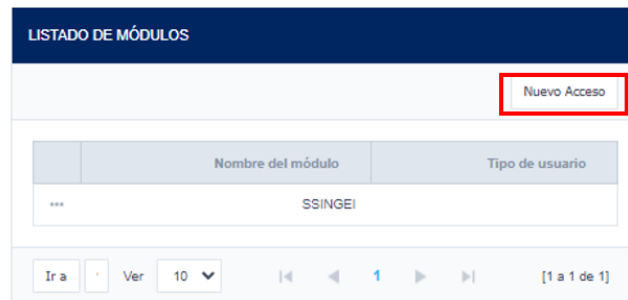 LISTADO DE MÓDULOS
Nuevo Acceso
Nombre del módulo Tipo de usuario
SSINGEI
Ir a Ver 10 1 [1 a 1 de 1]